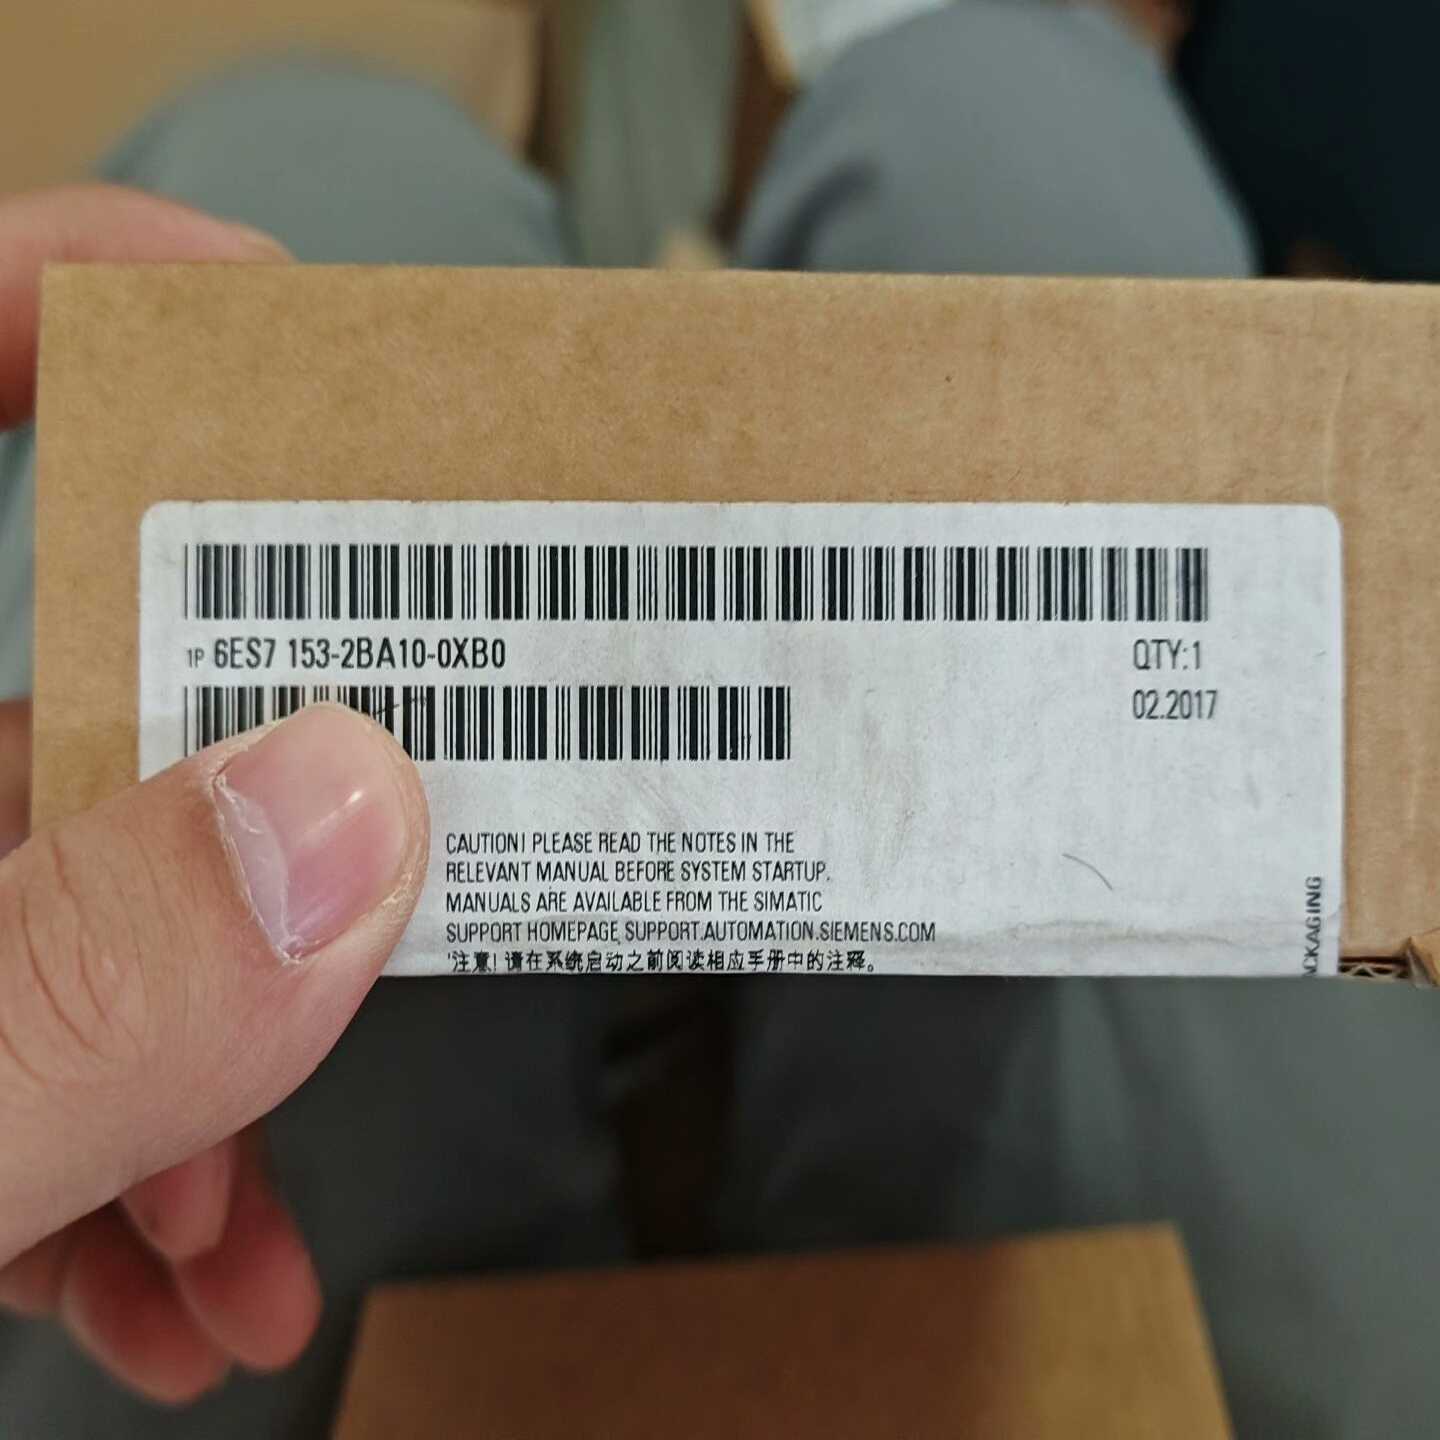 1P 6ES7 153-2BA10-0XB0
QTY:1
02.2017
CAUTION! PLEASE READ THE NOTES IN THE
RELEVANT MANUAL BEFORE SYSTEM STARTUP.
MANUALS ARE AVAILABLE FROM THE SIMATIC
SUPPORT HOMEPAGE SUPPORT.AUTOMATION.SIEMENS.COM
'注意! 请在系统启动之前阅读相应手册中的注释。